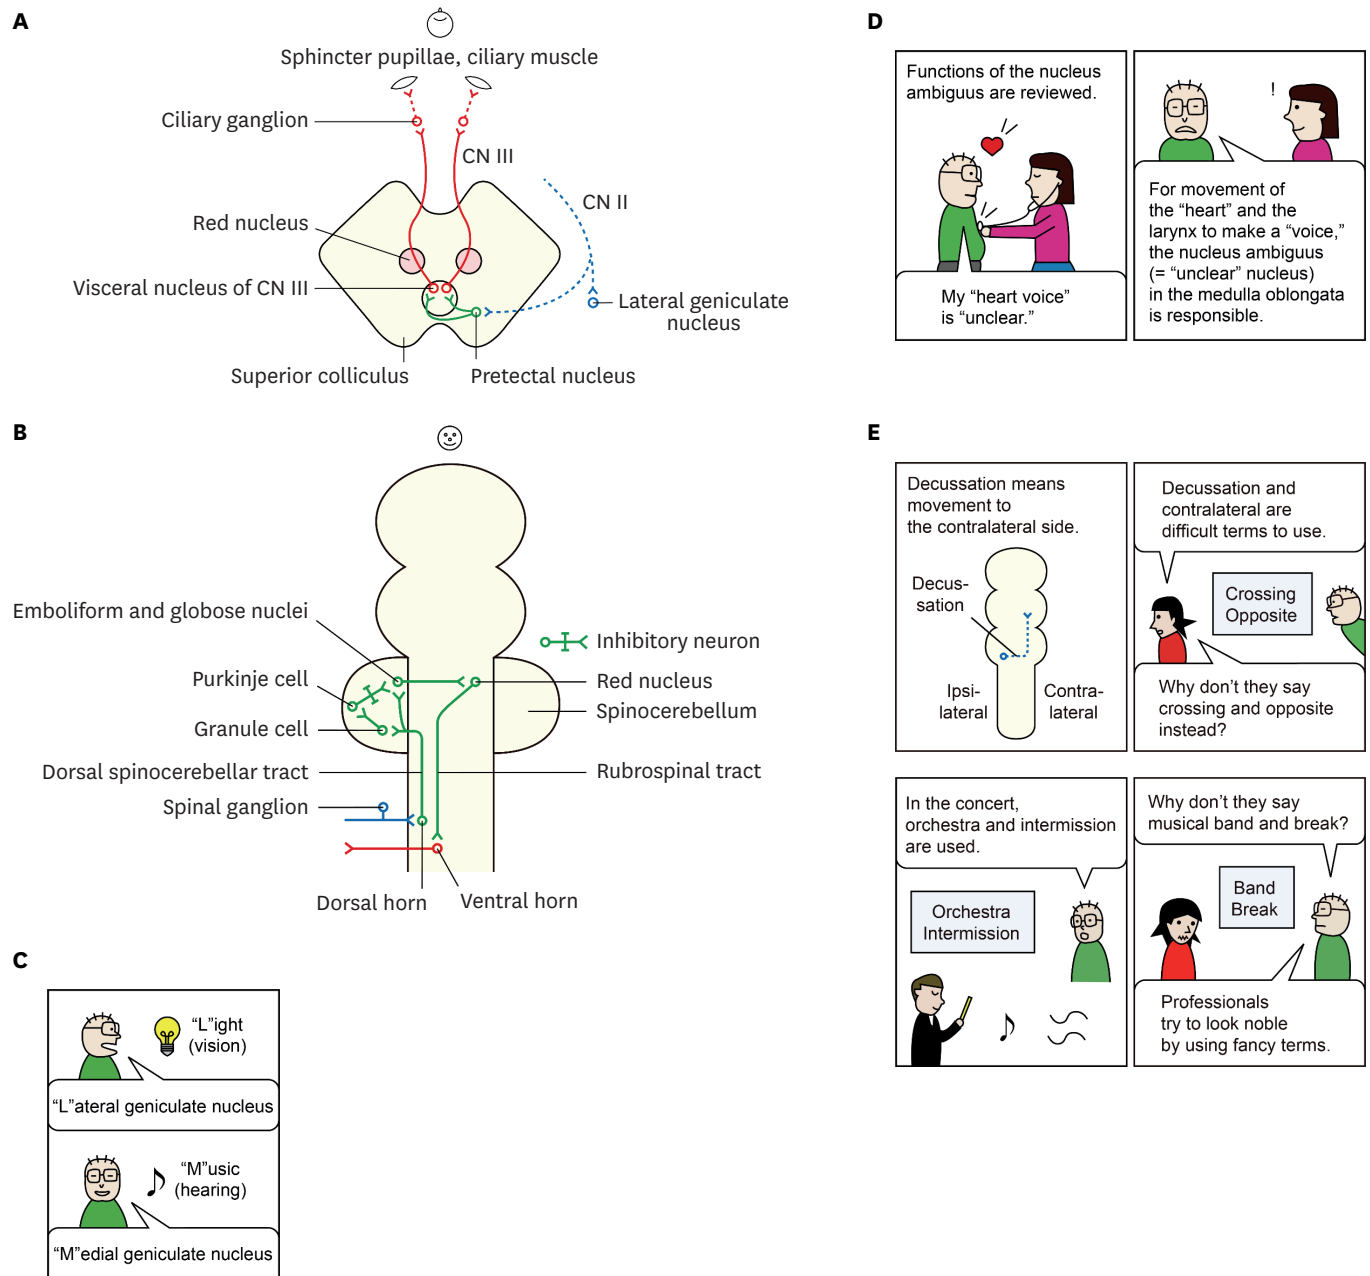 A
Sphincter pupillae, ciliary muscle
Ciliary ganglion
CN III
CN II
Red nucleus
Visceral nucleus of CN III
Lateral geniculate
nucleus
Superior colliculus
Pretectal nucleus
B
Emboliform and globose nuclei
Inhibitory neuron
Purkinje cell
Red nucleus
Spinocerebellum
Granule cell
Dorsal spinocerebellar tract
Rubrospinal tract
Spinal ganglion
Dorsal horn
Ventral horn
C
“L”ight
(vision)
“L”ateral geniculate nucleus
“M”usic
(hearing)
“M”edial geniculate nucleus
D
Functions of the nucleus
ambiguus are reviewed.
My “heart voice”
is “unclear.”
!
For movement of
the “heart” and the
larynx to make a “voice,”
the nucleus ambiguus
(= “unclear” nucleus)
in the medulla oblongata
is responsible.
E
Decussation means
movement to
the contralateral side.
Decus-
sation
Ipsi-
lateral
Contra-
lateral
Decussation and
contralateral are
difficult terms to use.
Crossing
Opposite
Why don’t they say
crossing and opposite
instead?
In the concert,
orchestra and intermission
are used.
Orchestra
Intermission
Why don’t they say
musical band and break?
Band
Break
Professionals
try to look noble
by using fancy terms.